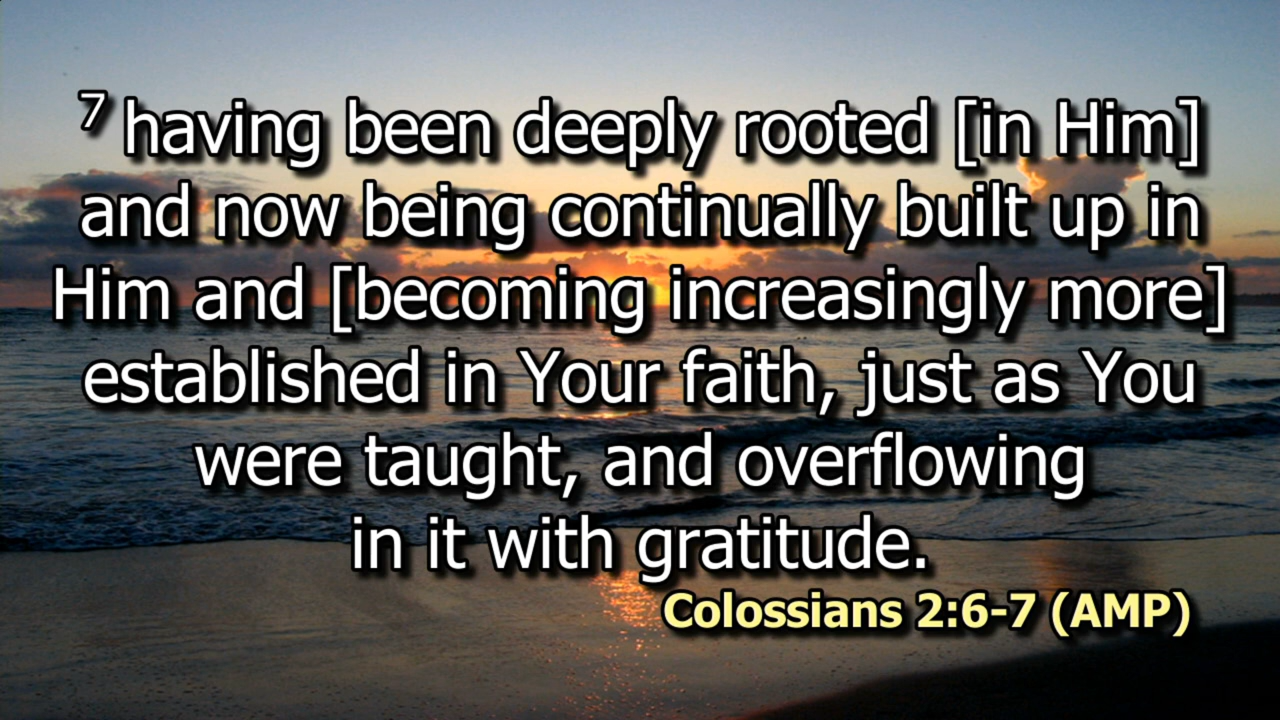 7 having been deeply rooted [in Him]
and now being continually built up in
Him and [becoming increasingly more]
established in Your faith, just as You
were taught, and overflowing
in it with gratitude.
Colossians 2:6-7 (AMP)